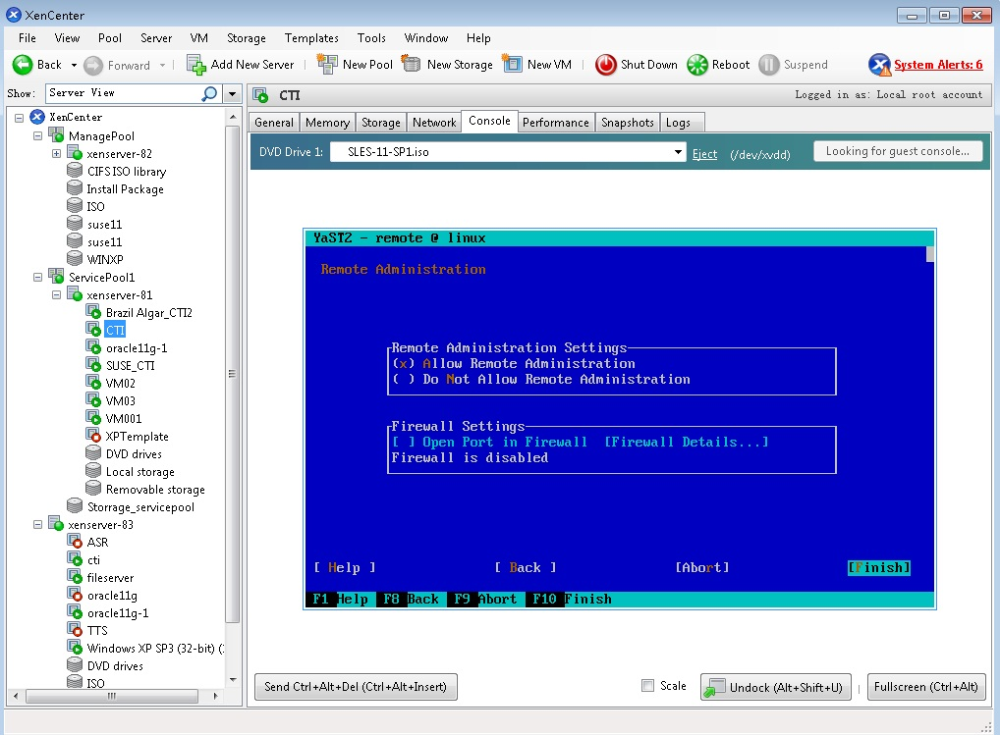 XenCenter
File View Pool Server VM Storage Templates Tools Window Help
Back Forward Add New Server New Pool New Storage New VM Shut Down Reboot Suspend System Alerts: 6
Show: Server View
CTI Logged in as: Local root account
General Memory Storage Network Console Performance Snapshots Logs
DVD Drive 1: SLES-11-SP1.iso Eject (/dev/xvdd) Looking for guest console...
XenCenter
ManagePool
xenserver-82
CIFS ISO library
Install Package
ISO
suse11
suse11
WINXP
ServicePool1
xenserver-81
Brazil Algar_CTI2
CTI
oracle11g-1
SUSE_CTI
VM02
VM03
VM001
XPTemplate
DVD drives
Local storage
Removable storage
Storrage_servicepool
xenserver-83
ASR
cti
fileserver
oracle11g
oracle11g-1
TTS
Windows XP SP3 (32-bit) (
DVD drives
ISO
YaST2 - remote @ linux
Remote Administration
Remote Administration Settings
(x) Allow Remote Administration
( ) Do Not Allow Remote Administration
Firewall Settings
[ ] Open Port in Firewall [Firewall Details...]
Firewall is disabled
[ Help ] [ Back ] [Abort] [Finish]
F1 Help F8 Back F9 Abort F10 Finish
Send Ctrl+Alt+Del (Ctrl+Alt+Insert) Scale Undock (Alt+Shift+U) Fullscreen (Ctrl+Alt)